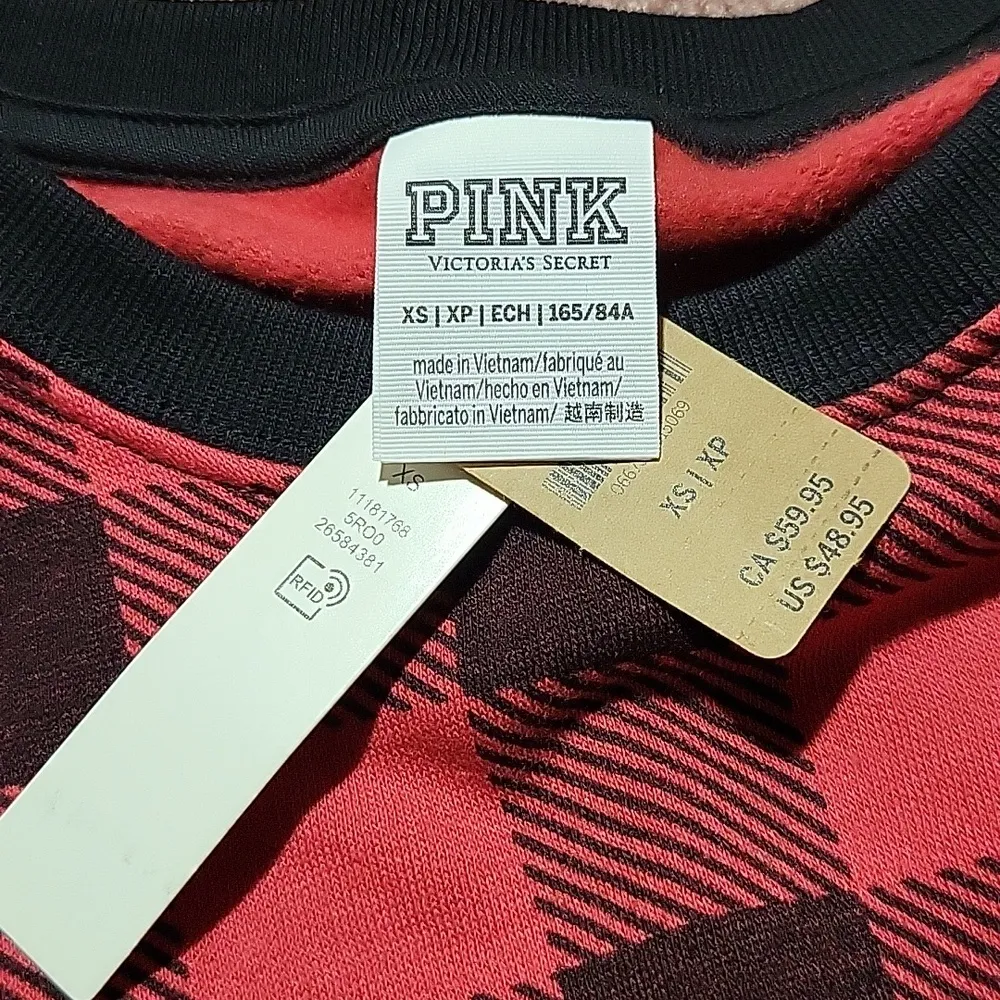 PINK
VICTORIA'S SECRET
XS | XP | ECH | 165/84A
made in Vietnam/fabriqué au
Vietnam/hecho en Vietnam/
fabbricato in Vietnam/ 越南制造
XS
11181768
5RO0
26584381
RFID
XS | XP
CA $59.95
US $48.95